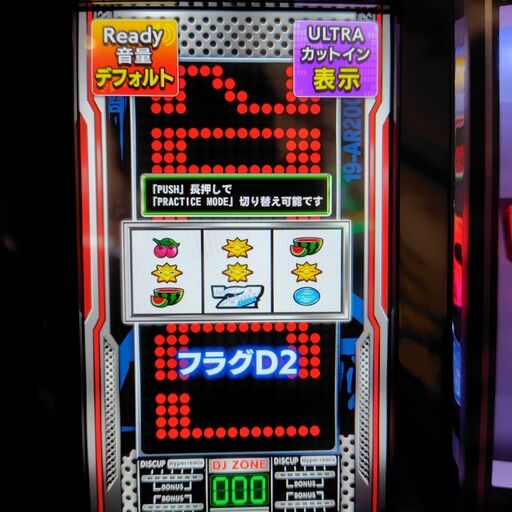 Ready
音量
デフォルト
ULTRA
カットイン
表示
「PUSH」長押しで
「PRACTICE MODE」切り替え可能です
フラグD2
DISCUP Hyperremix
DJ ZONE
DISCUP Hyperremix
BONUS
BONUS
000
BONUS
BONUS